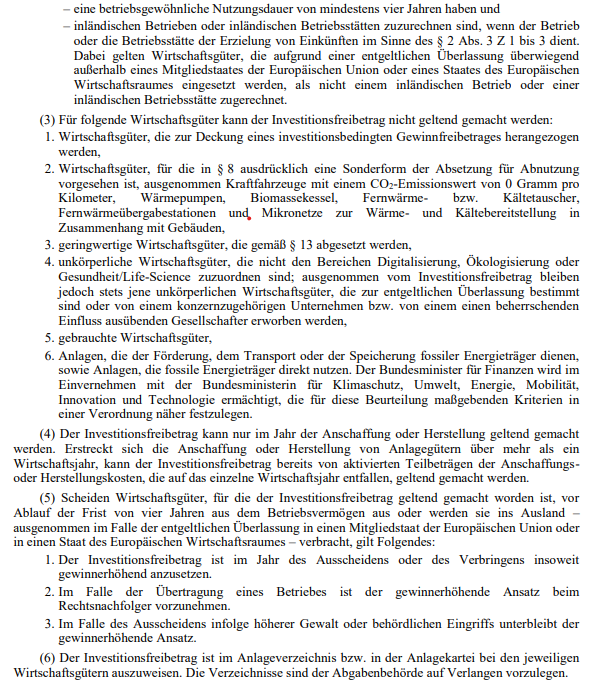 – eine betriebsgewöhnliche Nutzungsdauer von mindestens vier Jahren haben und
– inländischen Betrieben oder inländischen Betriebsstätten zuzurechnen sind, wenn der Betrieb
oder die Betriebsstätte der Erzielung von Einkünften im Sinne des § 2 Abs. 3 Z 1 bis 3 dient.
Dabei gelten Wirtschaftsgüter, die aufgrund einer entgeltlichen Überlassung überwiegend
außerhalb eines Mitgliedstaates der Europäischen Union oder eines Staates des Europäischen
Wirtschaftsraumes eingesetzt werden, als nicht einem inländischen Betrieb oder einer
inländischen Betriebsstätte zugerechnet.
(3) Für folgende Wirtschaftsgüter kann der Investitionsfreibetrag nicht geltend gemacht werden:
1. Wirtschaftsgüter, die zur Deckung eines investitionsbedingten Gewinnfreibetrages herangezogen
werden,
2. Wirtschaftsgüter, für die in § 8 ausdrücklich eine Sonderform der Absetzung für Abnutzung
vorgesehen ist, ausgenommen Kraftfahrzeuge mit einem CO₂-Emissionswert von 0 Gramm pro
Kilometer, Wärmepumpen, Biomassekessel, Fernwärme- bzw. Kältetauscher,
Fernwärmeübergabestationen und Mikronetze zur Wärme- und Kältebereitstellung in
Zusammenhang mit Gebäuden,
3. geringwertige Wirtschaftsgüter, die gemäß § 13 abgesetzt werden,
4. unkörperliche Wirtschaftsgüter, die nicht den Bereichen Digitalisierung, Ökologisierung oder
Gesundheit/Life-Science zuzuordnen sind; ausgenommen vom Investitionsfreibetrag bleiben
jedoch stets jene unkörperlichen Wirtschaftsgüter, die zur entgeltlichen Überlassung bestimmt
sind oder von einem konzernzugehörigen Unternehmen bzw. von einem einen beherrschenden
Einfluss ausübenden Gesellschafter erworben werden,
5. gebrauchte Wirtschaftsgüter,
6. Anlagen, die der Förderung, dem Transport oder der Speicherung fossiler Energieträger dienen,
sowie Anlagen, die fossile Energieträger direkt nutzen. Der Bundesminister für Finanzen wird im
Einvernehmen mit der Bundesministerin für Klimaschutz, Umwelt, Energie, Mobilität,
Innovation und Technologie ermächtigt, die für diese Beurteilung maßgebenden Kriterien in
einer Verordnung näher festzulegen.
(4) Der Investitionsfreibetrag kann nur im Jahr der Anschaffung oder Herstellung geltend gemacht
werden. Erstreckt sich die Anschaffung oder Herstellung von Anlagegütern über mehr als ein
Wirtschaftsjahr, kann der Investitionsfreibetrag bereits von aktivierten Teilbeträgen der Anschaffungs-
oder Herstellungskosten, die auf das einzelne Wirtschaftsjahr entfallen, geltend gemacht werden.
(5) Scheiden Wirtschaftsgüter, für die der Investitionsfreibetrag geltend gemacht worden ist, vor
Ablauf der Frist von vier Jahren aus dem Betriebsvermögen aus oder werden sie ins Ausland –
ausgenommen im Falle der entgeltlichen Überlassung in einen Mitgliedstaat der Europäischen Union oder
in einen Staat des Europäischen Wirtschaftsraumes – verbracht, gilt Folgendes:
1. Der Investitionsfreibetrag ist im Jahr des Ausscheidens oder des Verbringens insoweit
gewinnerhöhend anzusetzen.
2. Im Falle der Übertragung eines Betriebes ist der gewinnerhöhende Ansatz beim
Rechtsnachfolger vorzunehmen.
3. Im Falle des Ausscheidens infolge höherer Gewalt oder behördlichen Eingriffs unterbleibt der
gewinnerhöhende Ansatz.
(6) Der Investitionsfreibetrag ist im Anlageverzeichnis bzw. in der Anlagekartei bei den jeweiligen
Wirtschaftsgütern auszuweisen. Die Verzeichnisse sind der Abgabenbehörde auf Verlangen vorzulegen.